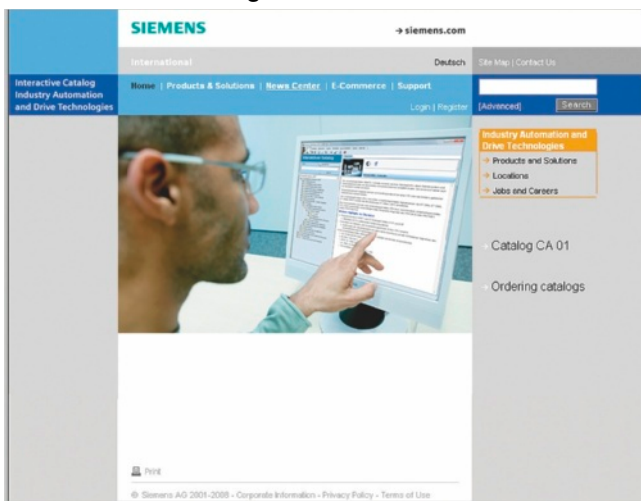 SIEMENS
→ siemens.com
International
Deutsch
Site Map | Contact Us
Interactive Catalog
Industry Automation
and Drive Technologies
Home | Products & Solutions | News Center | E-Commerce | Support
Login | Register
[Advanced]
Search
Industry Automation and
Drive Technologies
→ Products and Solutions
→ Locations
→ Jobs and Careers
→ Catalog CA 01
→ Ordering catalogs
Print
© Siemens AG 2001-2008 - Corporate Information - Privacy Policy - Terms of Use